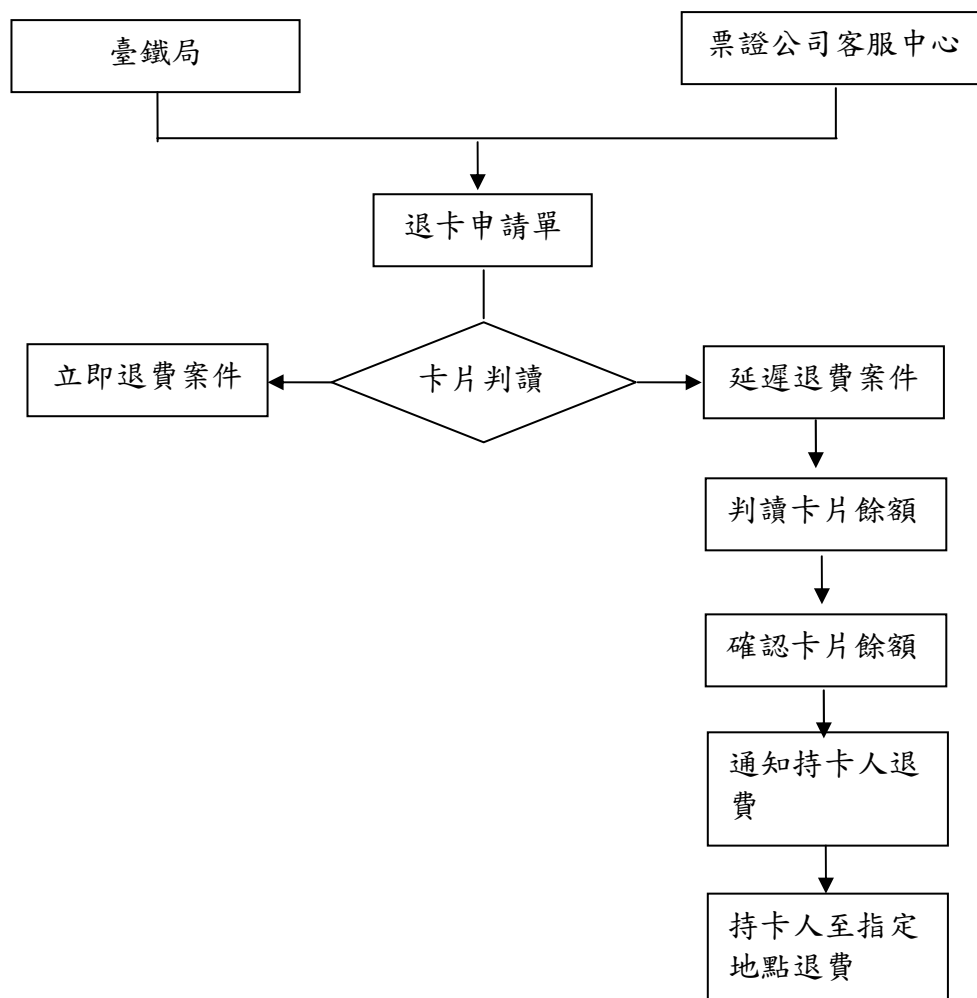 臺鐵局
票證公司客服中心
退卡申請單
立即退費案件
卡片判讀
延遲退費案件
判讀卡片餘額
確認卡片餘額
通知持卡人退
費
持卡人至指定
地點退費